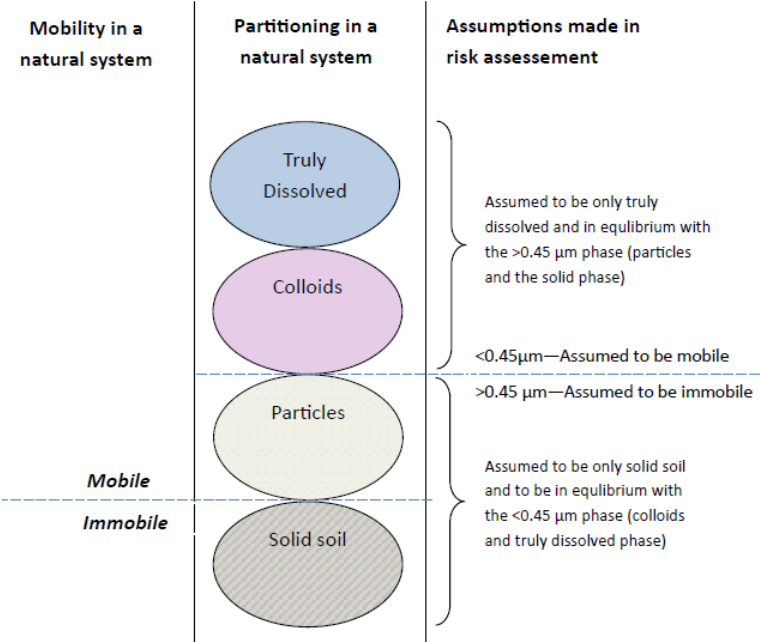 Mobility in a
natural system
Partitioning in a
natural system
Assumptions made in
risk assessement
Truly
Dissolved
Colloids
Particles
Solid soil
Mobile
Immobile
Assumed to be only truly
dissolved and in equlibrium with
the >0.45 µm phase (particles
and the solid phase)
<0.45µm—Assumed to be mobile
>0.45 µm—Assumed to be immobile
Assumed to be only solid soil
and to be in equlibrium with
the <0.45 µm phase (colloids
and truly dissolved phase)